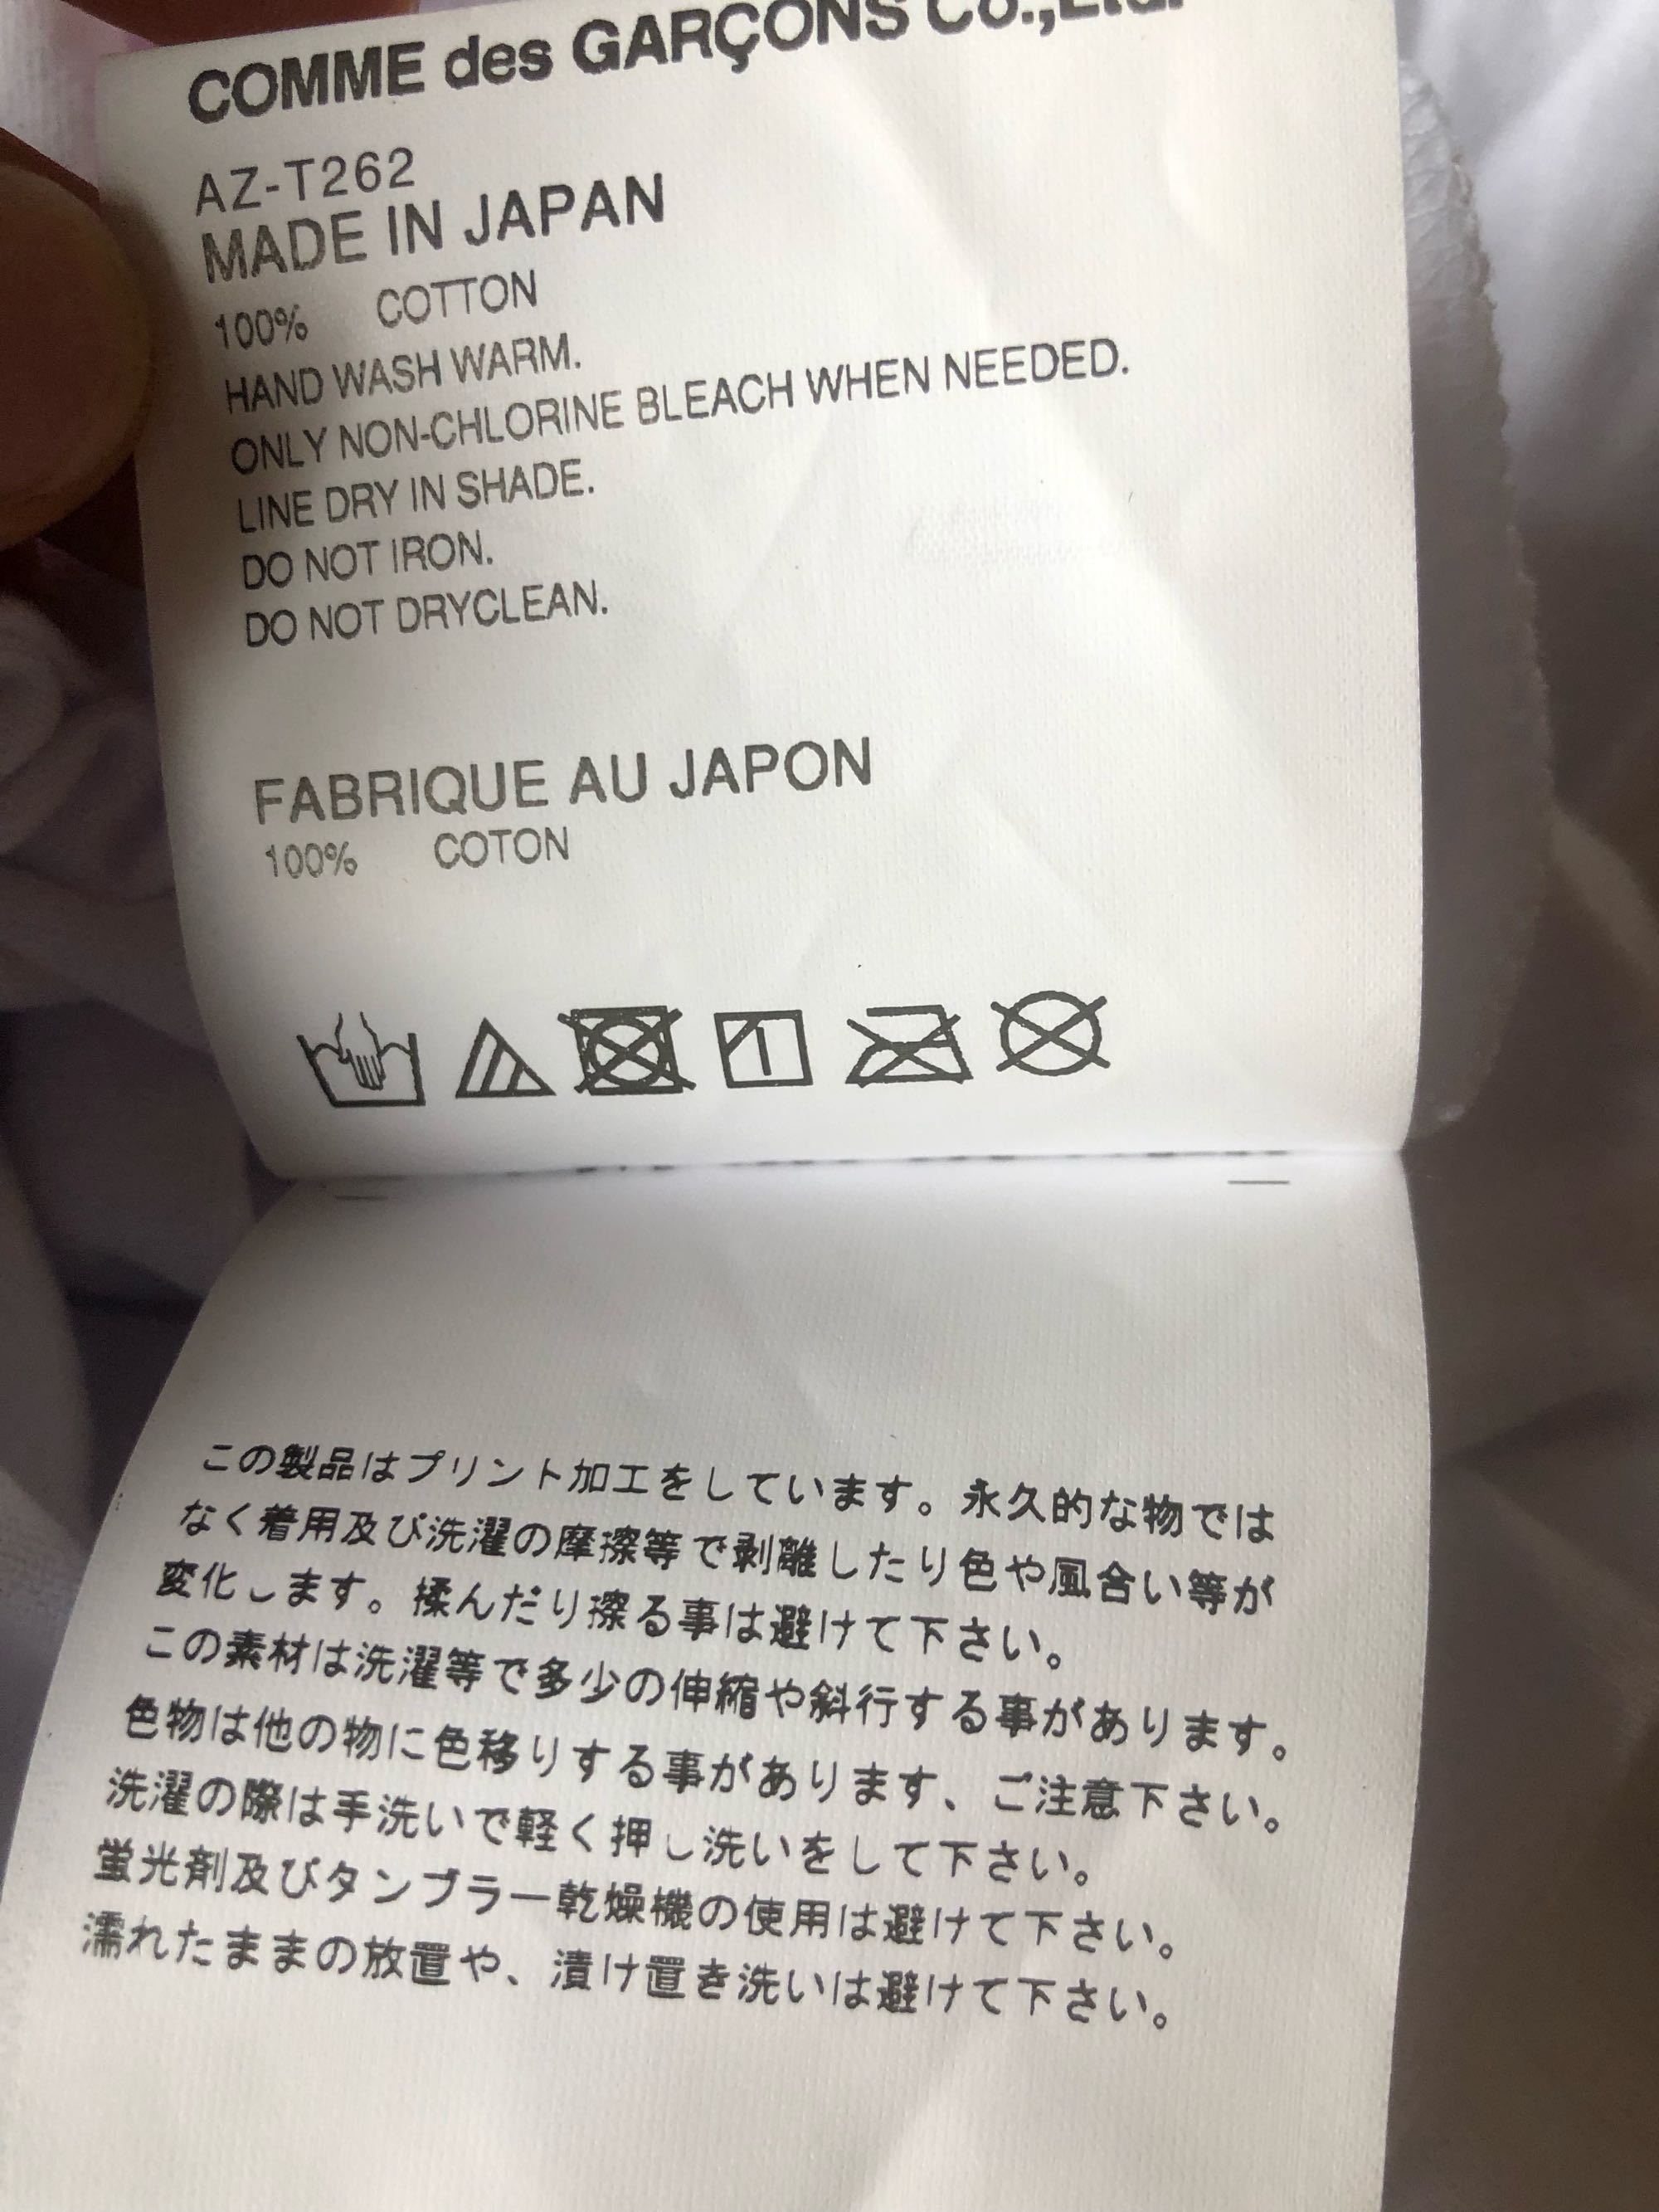 COMME des GARÇONS Co.,Ltd.
AZ-T262
MADE IN JAPAN
100% COTTON
HAND WASH WARM.
ONLY NON-CHLORINE BLEACH WHEN NEEDED.
LINE DRY IN SHADE.
DO NOT IRON.
DO NOT DRYCLEAN.
FABRIQUE AU JAPON
100% COTON
この製品はプリント加工をしています。永久的な物では
なく着用及び洗濯の摩擦等で剥離したり色や風合い等が
変化します。揉んだり擦る事は避けて下さい。
この素材は洗濯等で多少の伸縮や斜行する事があります。
色物は他の物に色移りする事があります、ご注意下さい。
洗濯の際は手洗いで軽く押し洗いをして下さい。
蛍光剤及びタンブラー乾燥機の使用は避けて下さい。
濡れたままの放置や、漬け置き洗いは避けて下さい。